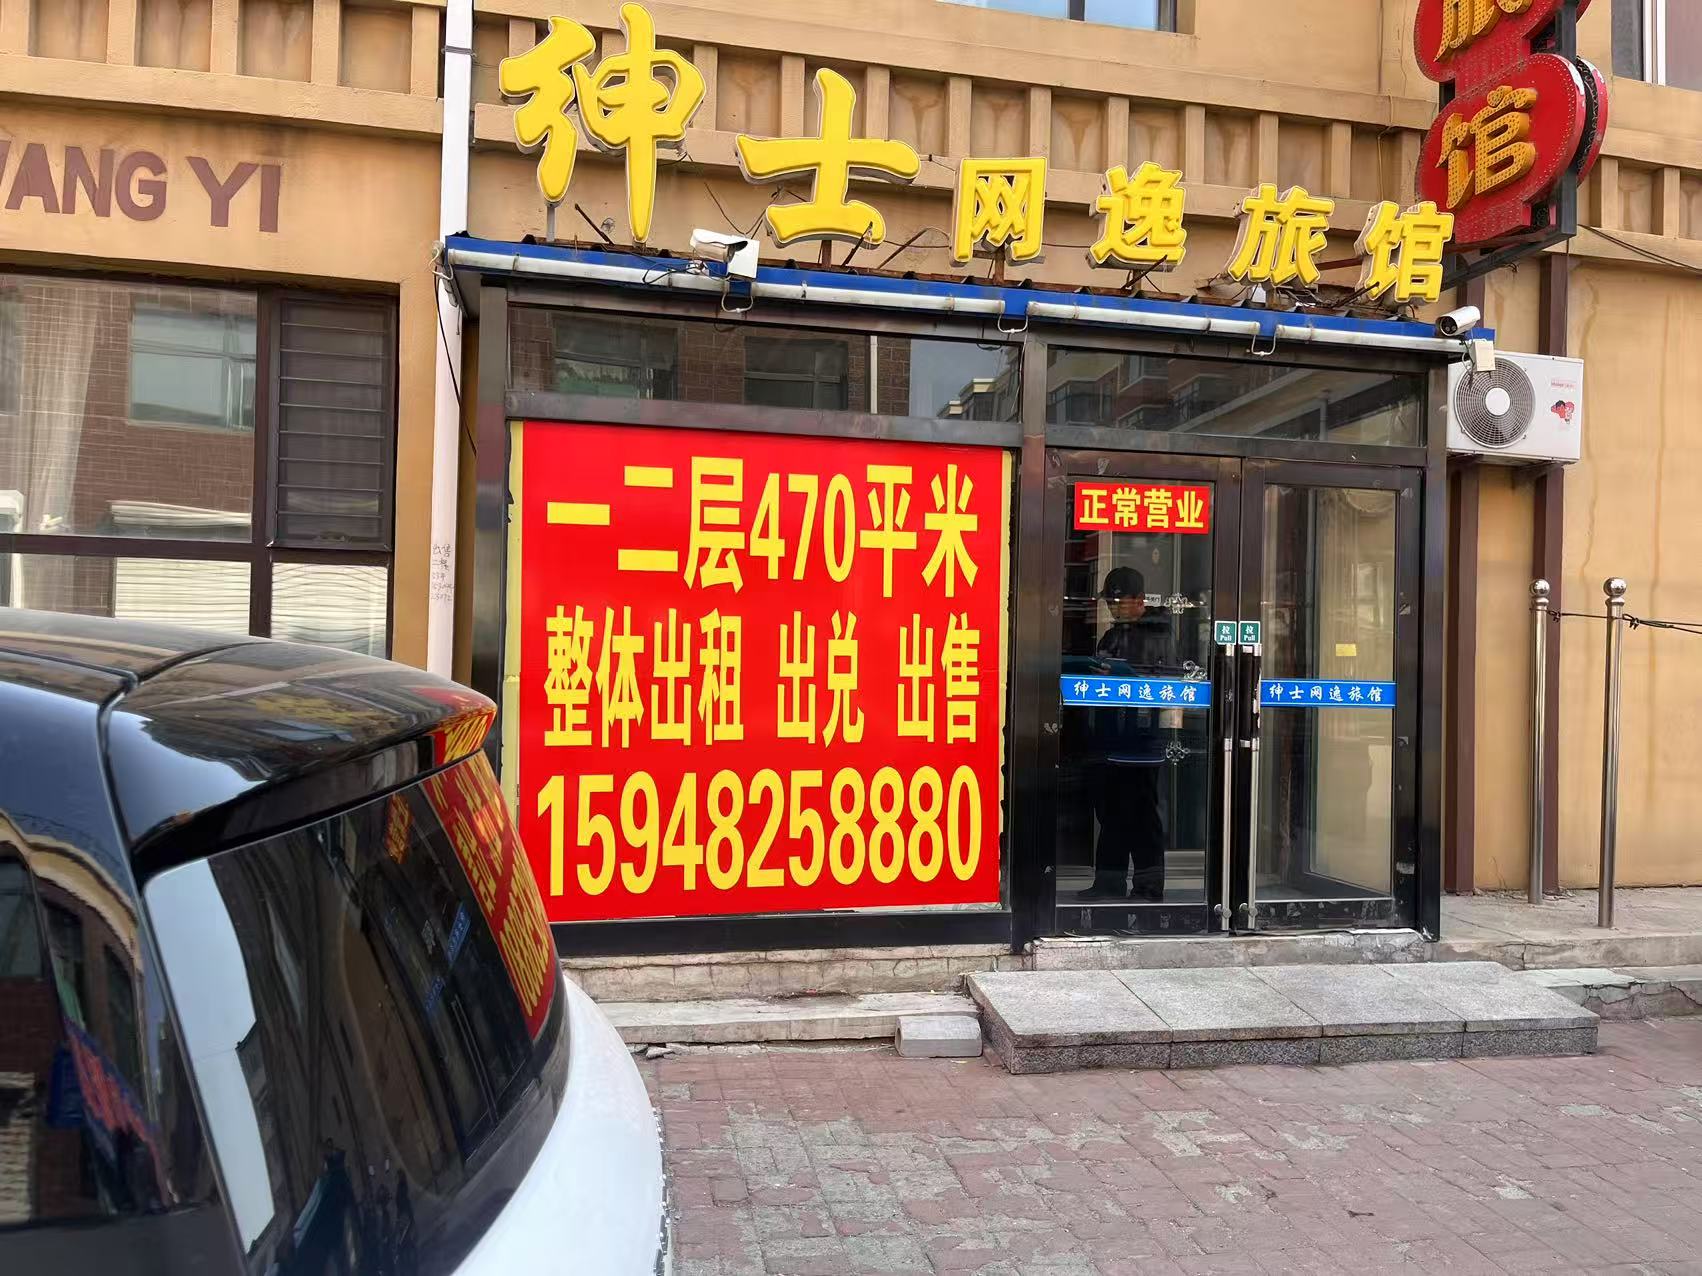 WANG YI
绅士网逸旅馆
旅馆
一二层470平米
整体出租 出兑 出售
15948258880
正常营业
拉
Pull
拉
Pull
绅士网逸旅馆
绅士网逸旅馆